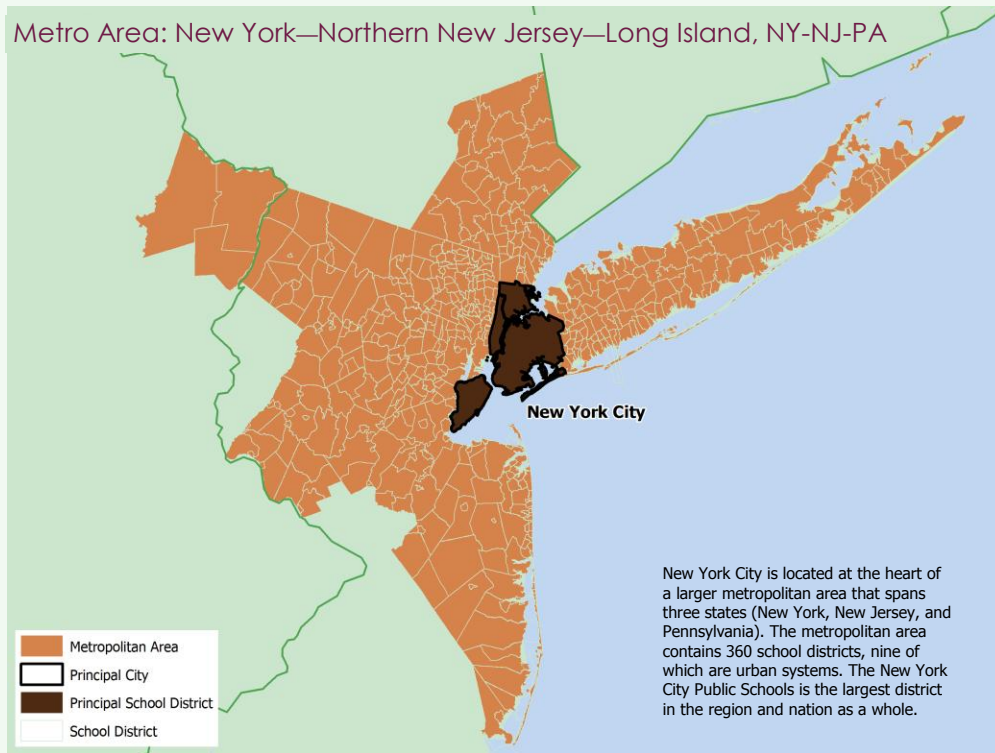 Metro Area: New York—Northern New Jersey—Long Island, NY-NJ-PA
New York City
New York City is located at the heart of
a larger metropolitan area that spans
three states (New York, New Jersey, and
Pennsylvania). The metropolitan area
contains 360 school districts, nine of
which are urban systems. The New York
City Public Schools is the largest district
in the region and nation as a whole.
Metropolitan Area
Principal City
Principal School District
School District